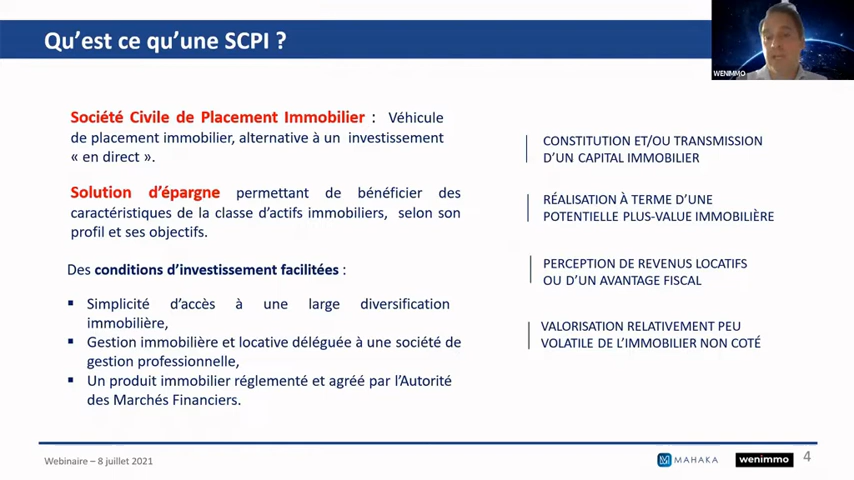 Qu’est ce qu’une SCPI ?
WENIMMO
Société Civile de Placement Immobilier : Véhicule
de placement immobilier, alternative à un investissement
« en direct ».
Solution d’épargne permettant de bénéficier des
caractéristiques de la classe d’actifs immobiliers, selon son
profil et ses objectifs.
Des conditions d’investissement facilitées :
▪ Simplicité d’accès à une large diversification
immobilière,
▪ Gestion immobilière et locative déléguée à une société de
gestion professionnelle,
▪ Un produit immobilier réglementé et agréé par l’Autorité
des Marchés Financiers.
CONSTITUTION ET/OU TRANSMISSION
D’UN CAPITAL IMMOBILIER
RÉALISATION À TERME D’UNE
POTENTIELLE PLUS-VALUE IMMOBILIÈRE
PERCEPTION DE REVENUS LOCATIFS
OU D’UN AVANTAGE FISCAL
VALORISATION RELATIVEMENT PEU
VOLATILE DE L’IMMOBILIER NON COTÉ
Webinaire – 8 juillet 2021
MAHAKA
wenimmo
4